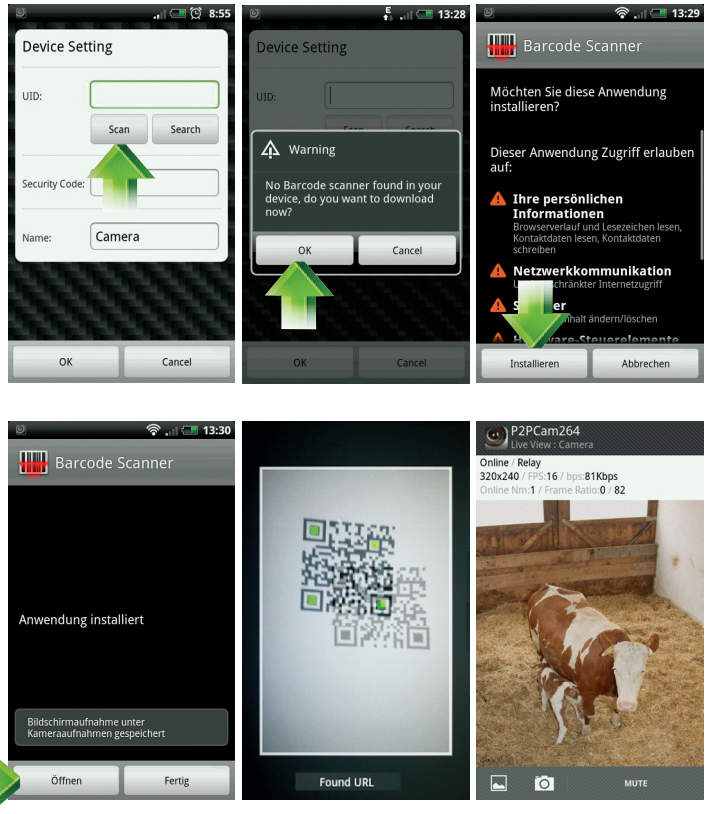 8:55
Device Setting
UID:
Scan
Search
Security Code:
Name:
Camera
OK
Cancel
13:28
Device Setting
UID:
Search
Warning
No Barcode scanner found in your
device, do you want to download
now?
OK
Cancel
OK
Cancel
13:29
Barcode Scanner
Möchten Sie diese Anwendung
installieren?
Dieser Anwendung Zugriff erlauben
auf:
Ihre persönlichen
Informationen
Browserverlauf und Lesezeichen lesen,
Kontaktdaten lesen, Kontaktdaten
schreiben
Netzwerkkommunikation
Internetzugriff
ändern/löschen
Installieren
Abbrechen
13:30
Barcode Scanner
Anwendung installiert
Bildschirmaufnahme unter
Kameraaufnahmen gespeichert
Öffnen
Fertig
Found URL
P2PCam264
Live View : Camera
Online / Relay
320x240 / FPS:16 / bps:81Kbps
Online Nm:1 / Frame Ratio:0 / 82
MUTE